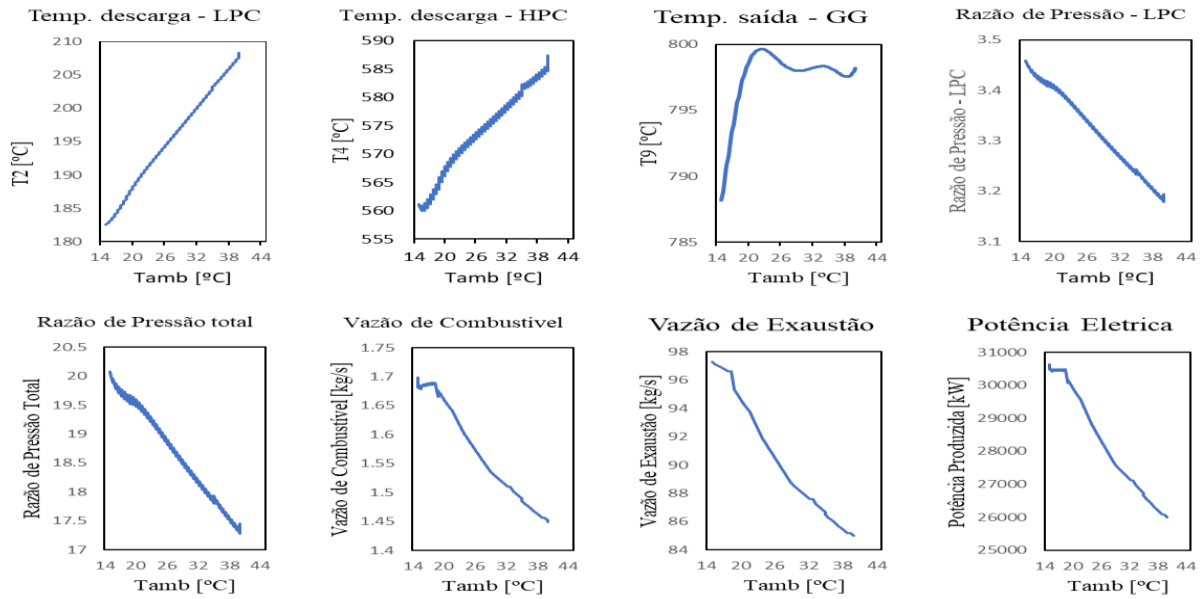 Temp. descarga - LPC
210
205
200
195
190
185
180
T2 [ºC]
14 20 26 32 38 44
Tamb [ºC]
Temp. descarga - HPC
590
585
580
575
570
565
560
555
T4 [ºC]
14 20 26 32 38 44
Tamb [ºC]
Temp. saída - GG
800
795
790
785
T9 [ºC]
14 20 26 32 38 44
Tamb [ºC]
Razão de Pressão - LPC
3.5
3.4
3.3
3.2
3.1
Razão de Pressão - LPC
14 20 26 32 38 44
Tamb [ºC]
Razão de Pressão total
20.5
20
19.5
19
18.5
18
17.5
17
Razão de Pressão Total
14 20 26 32 38 44
Tamb [ºC]
Vazão de Combustivel
1.75
1.7
1.65
1.6
1.55
1.5
1.45
1.4
Vazão de Combustível [kg/s]
14 20 26 32 38 44
Tamb [ºC]
Vazão de Exaustão
98
96
94
92
90
88
86
84
Vazão de Exaustão [kg/s]
14 20 26 32 38 44
Tamb [ºC]
Potência Eletrica
31000
30000
29000
28000
27000
26000
25000
Potência Produzida [kW]
14 20 26 32 38 44
Tamb [ºC]